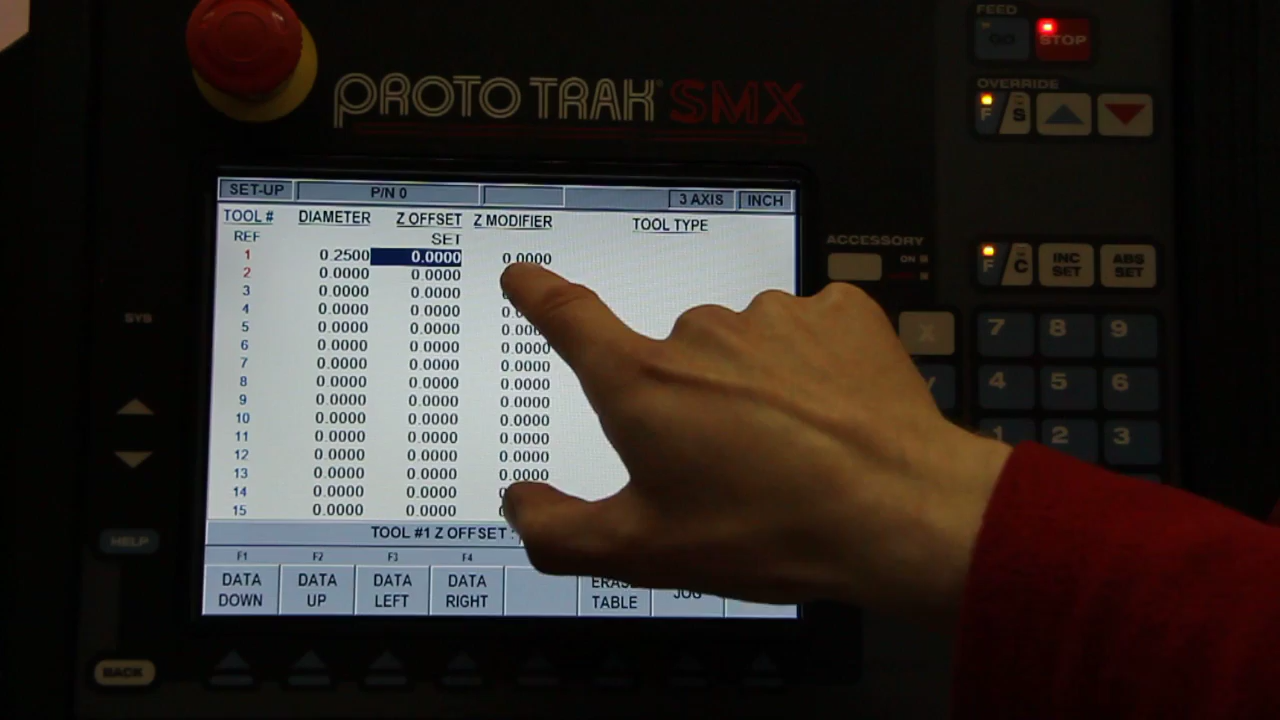 FEED
GO STOP
PROTO TRAK® SMX
OVERRIDE
F S
SET-UP P/N 0 3 AXIS INCH
TOOL # DIAMETER Z OFFSET Z MODIFIER TOOL TYPE
REF SET
1 0.2500 0.0000 0.0000
2 0.0000 0.0000
3 0.0000 0.0000
4 0.0000 0.0000
5 0.0000 0.0000
6 0.0000 0.0000 0.0000
7 0.0000 0.0000 0.0000
8 0.0000 0.0000 0.0000
9 0.0000 0.0000 0.0000
10 0.0000 0.0000 0.0000
11 0.0000 0.0000 0.0000
12 0.0000 0.0000 0.0000
13 0.0000 0.0000 0.0000
14 0.0000 0.0000
15 0.0000 0.0000
TOOL #1 Z OFFSET :
F1 F2 F3 F4
DATA DOWN
DATA UP
DATA LEFT
DATA RIGHT
TABLE
ACCESSORY
ON
F C
INC SET
ABS SET
X 7 8 9
4 5 6
1 2 3
SYS
HELP
BACK